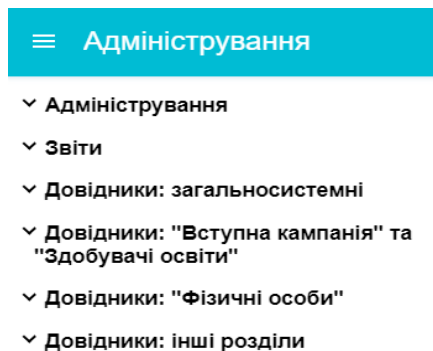 Адміністрування
Адміністрування
Звіти
Довідники: загальносистемні
Довідники: "Вступна кампанія" та
"Здобувачі освіти"
Довідники: "Фізичні особи"
Довідники: інші розділи